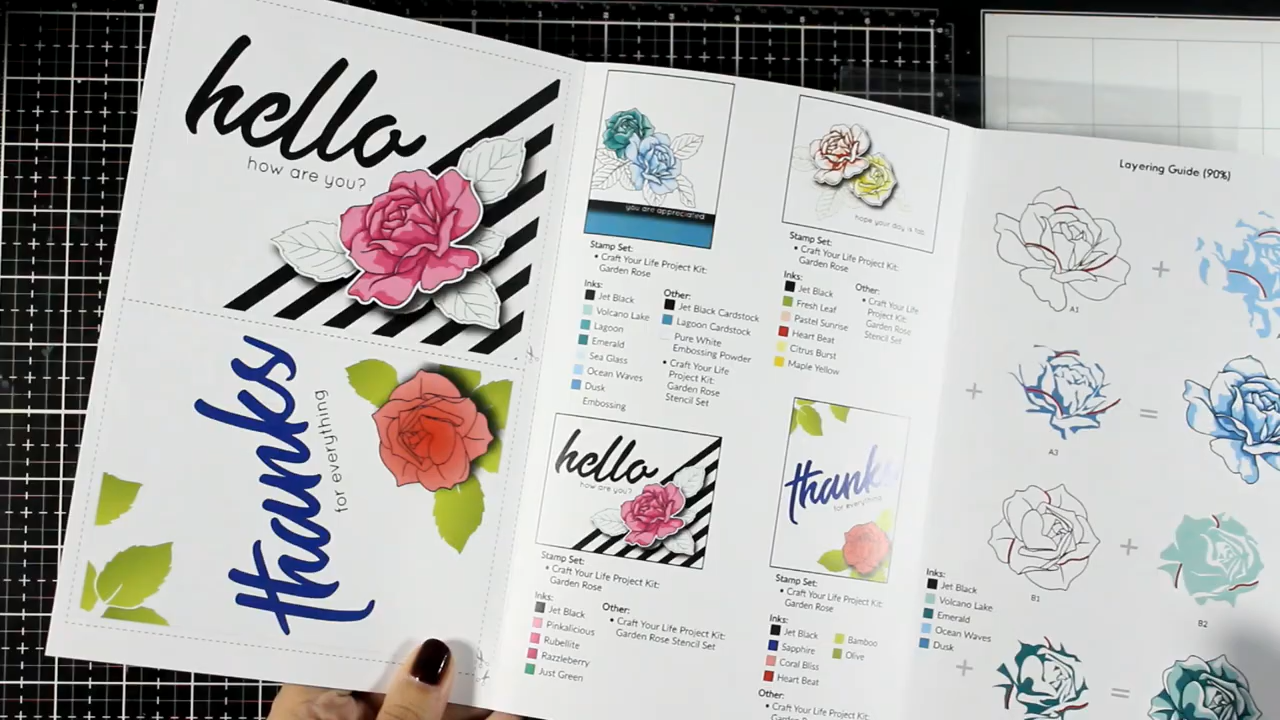 hello
how are you?
thanks
for everything
you are appreciated
Stamp Set:
• Craft Your Life Project Kit:
Garden Rose
Inks:
Jet Black
Volcano Lake
Lagoon
Emerald
Sea Glass
Ocean Waves
Dusk
Embossing
Other:
Jet Black Cardstock
Lagoon Cardstock
Pure White
Embossing Powder
• Craft Your Life
Project Kit:
Garden Rose
Stencil Set
hope your day is fab
Stamp Set:
• Craft Your Life Project Kit:
Garden Rose
Inks:
Jet Black
Fresh Leaf
Pastel Sunrise
Heart Beat
Citrus Burst
Maple Yellow
Other:
• Craft Your Life
Project Kit:
Garden Rose
Stencil Set
hello
how are you?
Stamp Set:
• Craft Your Life Project Kit:
Garden Rose
Inks:
Jet Black
Pinkalicious
Rubellite
Razzleberry
Just Green
Other:
• Craft Your Life Project Kit:
Garden Rose Stencil Set
thanks
for everything
Stamp Set:
• Craft Your Life Project Kit:
Garden Rose
Inks:
Jet Black
Sapphire
Coral Bliss
Heart Beat
Bamboo
Olive
Other:
• Craft Your Life Project Kit:
Garden Rose Stencil Set
Layering Guide (90%)
+
A1
+
=
A3
+
B1
B2
Inks:
Jet Black
Volcano Lake
Emerald
Ocean Waves
Dusk
+
=